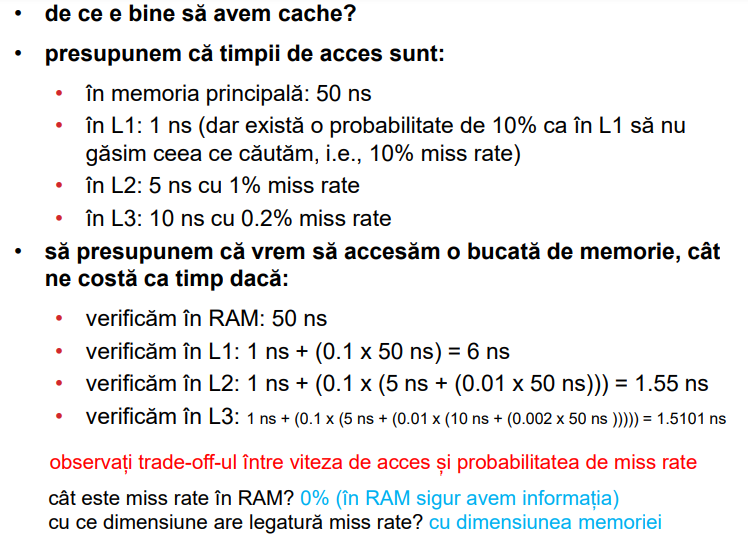 • de ce e bine să avem cache?
• presupunem că timpii de acces sunt:
• în memoria principală: 50 ns
• în L1: 1 ns (dar există o probabilitate de 10% ca în L1 să nu
găsim ceea ce căutăm, i.e., 10% miss rate)
• în L2: 5 ns cu 1% miss rate
• în L3: 10 ns cu 0.2% miss rate
• să presupunem că vrem să accesăm o bucată de memorie, cât
ne costă ca timp dacă:
• verificăm în RAM: 50 ns
• verificăm în L1: 1 ns + (0.1 x 50 ns) = 6 ns
• verificăm în L2: 1 ns + (0.1 x (5 ns + (0.01 x 50 ns))) = 1.55 ns
• verificăm în L3: 1 ns + (0.1 x (5 ns + (0.01 x (10 ns + (0.002 x 50 ns ))))) = 1.5101 ns
observați trade-off-ul între viteza de acces și probabilitatea de miss rate
cât este miss rate în RAM? 0% (în RAM sigur avem informația)
cu ce dimensiune are legatură miss rate? cu dimensiunea memoriei